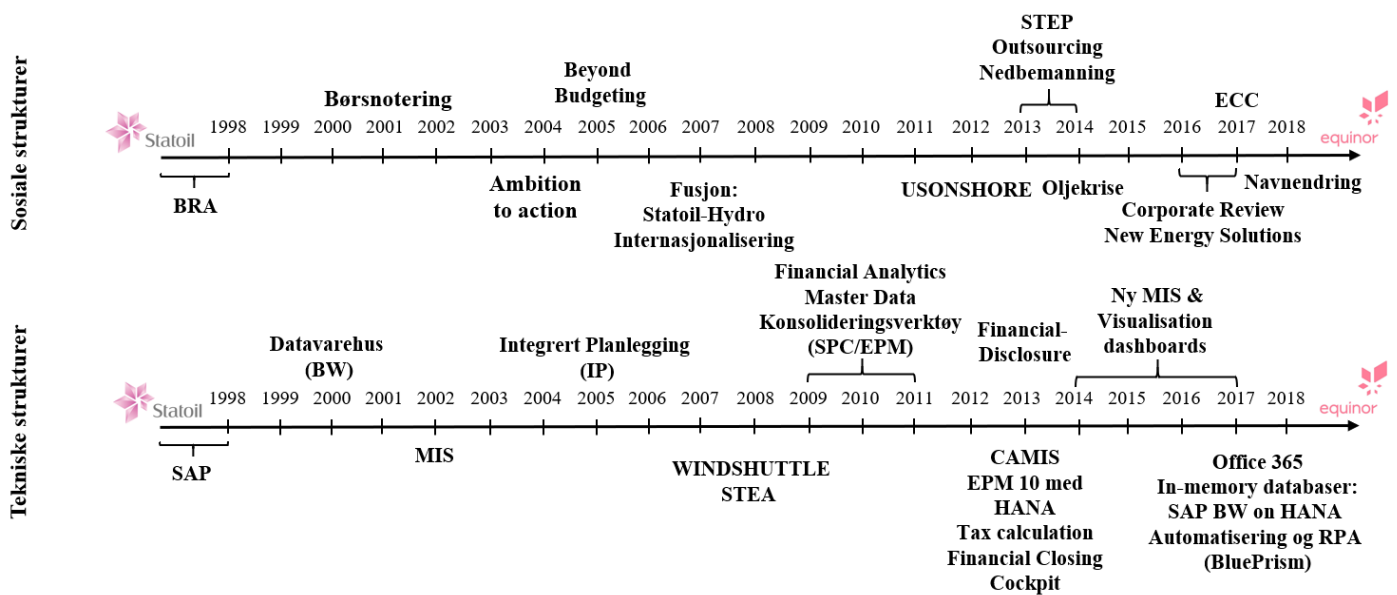 Sosiale strukturer
STEP
Outsourcing
Nedbemanning
Beyond
Budgeting
Børsnotering
ECC
Statoil
1998 1999 2000 2001 2002 2003 2004 2005 2006 2007 2008 2009 2010 2011 2012 2013 2014 2015 2016 2017 2018
equinor
BRA
Ambition
to action
Fusjon:
Statoil-Hydro
Internasjonalisering
USONSHORE
Oljekrise
Navnendring
Corporate Review
New Energy Solutions
Tekniske strukturer
Datavarehus
(BW)
Integrert Planlegging
(IP)
Financial Analytics
Master Data
Konsolideringsverktøy
(SPC/EPM)
Financial-
Disclosure
Ny MIS &
Visualisation
dashboards
Statoil
1998 1999 2000 2001 2002 2003 2004 2005 2006 2007 2008 2009 2010 2011 2012 2013 2014 2015 2016 2017 2018
equinor
SAP
MIS
WINDSHUTTLE
STEA
CAMIS
EPM 10 med
HANA
Tax calculation
Financial Closing
Cockpit
Office 365
In-memory databaser:
SAP BW on HANA
Automatisering og RPA
(BluePrism)